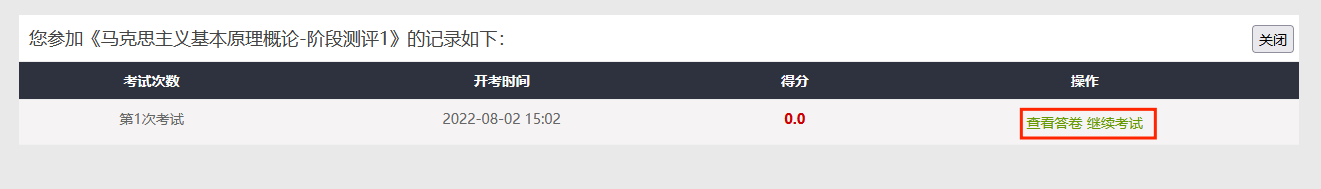 您参加《马克思主义基本原理概论-阶段测评1》的记录如下：
关闭
考试次数 开考时间 得分 操作
第1次考试 2022-08-02 15:02 0.0 查看答卷 继续考试